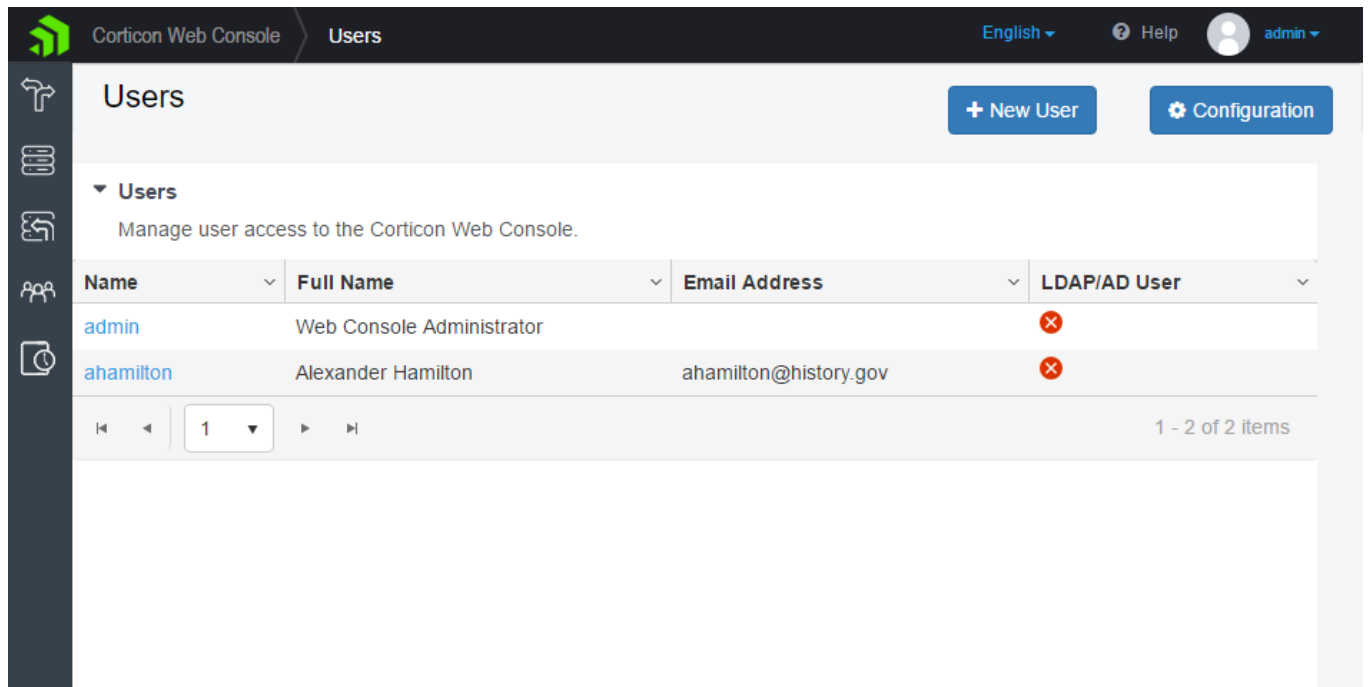 Corticon Web Console Users English Help admin
Users
+ New User Configuration
Users
Manage user access to the Corticon Web Console.
Name Full Name Email Address LDAP/AD User
admin Web Console Administrator
ahamilton Alexander Hamilton ahamilton@history.gov
1 1 - 2 of 2 items